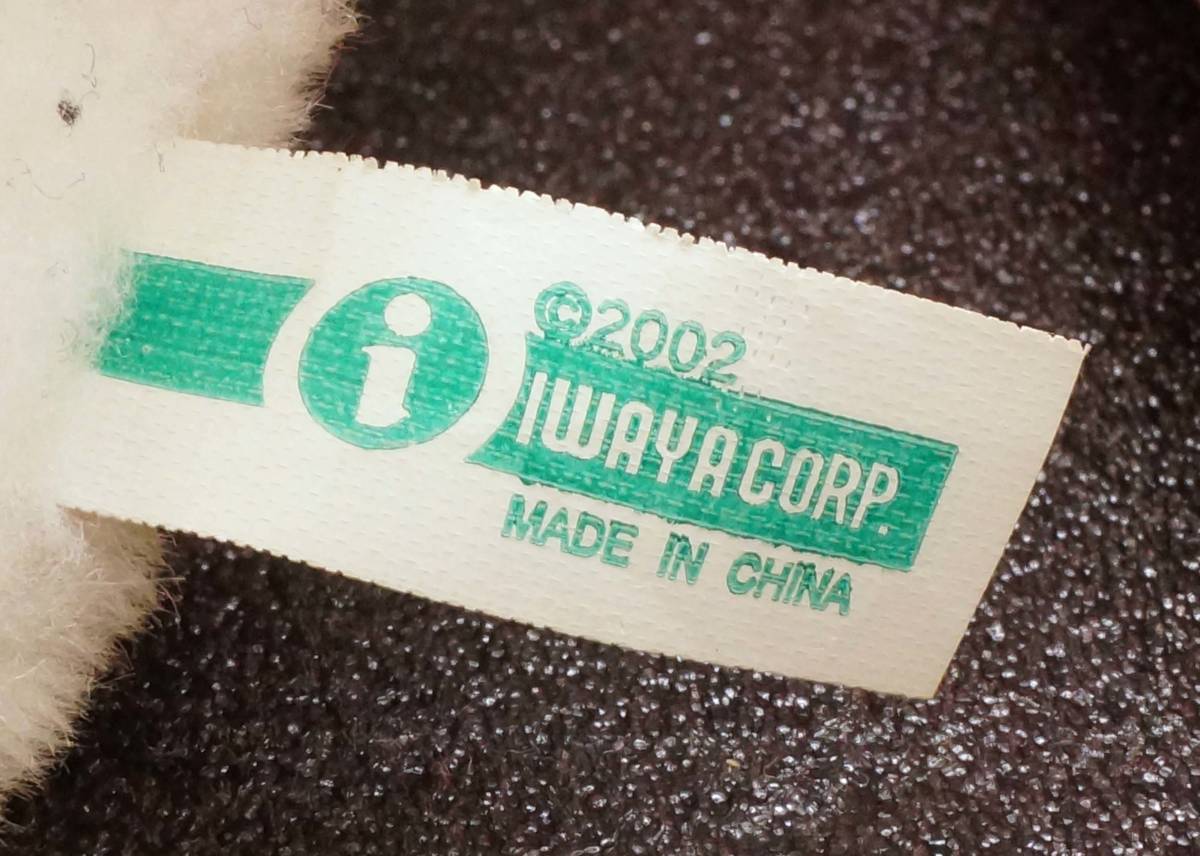 i
©2002
IWAYA CORP.
MADE IN CHINA